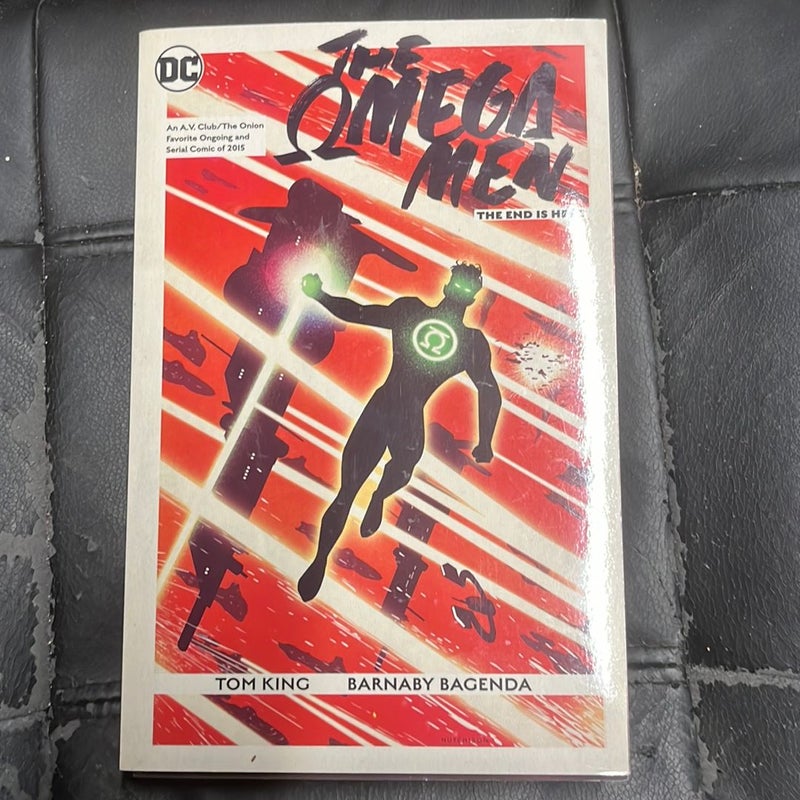 DC
THE
ΩMEGA
MEN
An A.V. Club/The Onion
Favorite Ongoing and
Serial Comic of 2015
THE END IS
TOM KING BARNABY BAGENDA